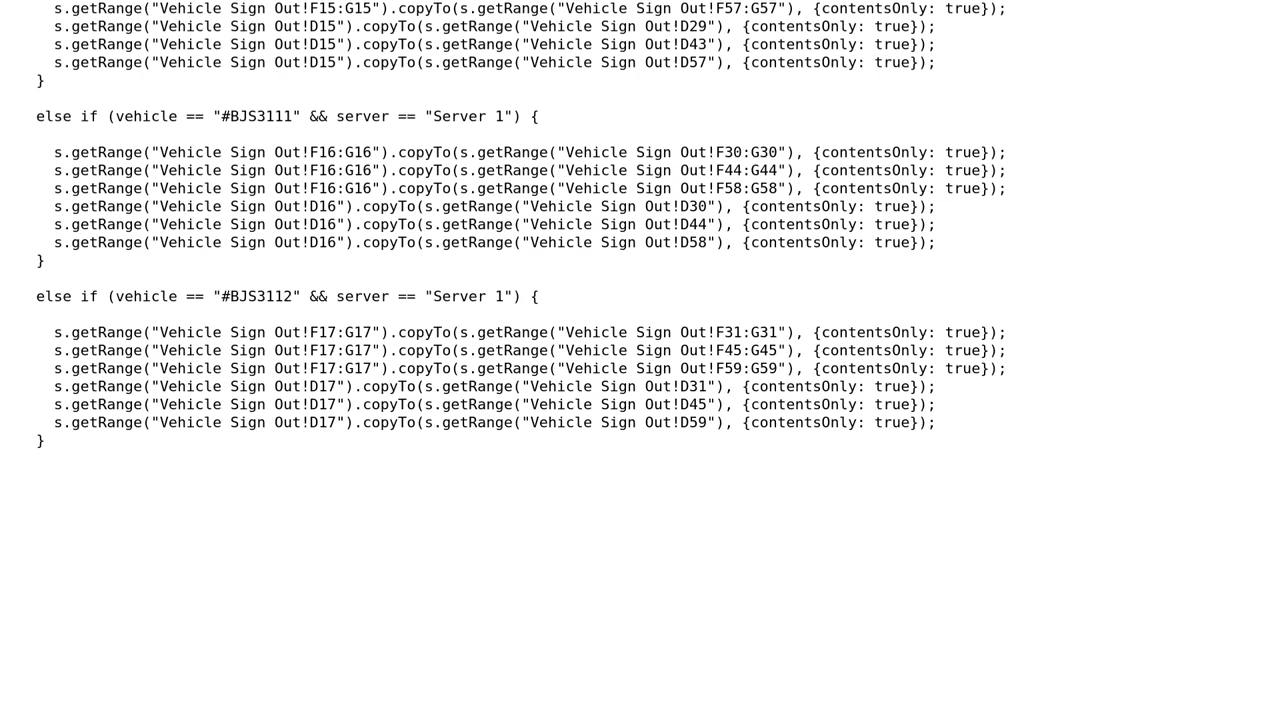 s.getRange("Vehicle Sign Out!F15:G15").copyTo(s.getRange("Vehicle Sign Out!F57:G57"), {contentsOnly: true});
s.getRange("Vehicle Sign Out!D15").copyTo(s.getRange("Vehicle Sign Out!D29"), {contentsOnly: true});
s.getRange("Vehicle Sign Out!D15").copyTo(s.getRange("Vehicle Sign Out!D43"), {contentsOnly: true});
s.getRange("Vehicle Sign Out!D15").copyTo(s.getRange("Vehicle Sign Out!D57"), {contentsOnly: true});
}
else if (vehicle == "#BJS3111" && server == "Server 1") {
s.getRange("Vehicle Sign Out!F16:G16").copyTo(s.getRange("Vehicle Sign Out!F30:G30"), {contentsOnly: true});
s.getRange("Vehicle Sign Out!F16:G16").copyTo(s.getRange("Vehicle Sign Out!F44:G44"), {contentsOnly: true});
s.getRange("Vehicle Sign Out!F16:G16").copyTo(s.getRange("Vehicle Sign Out!F58:G58"), {contentsOnly: true});
s.getRange("Vehicle Sign Out!D16").copyTo(s.getRange("Vehicle Sign Out!D30"), {contentsOnly: true});
s.getRange("Vehicle Sign Out!D16").copyTo(s.getRange("Vehicle Sign Out!D44"), {contentsOnly: true});
s.getRange("Vehicle Sign Out!D16").copyTo(s.getRange("Vehicle Sign Out!D58"), {contentsOnly: true});
}
else if (vehicle == "#BJS3112" && server == "Server 1") {
s.getRange("Vehicle Sign Out!F17:G17").copyTo(s.getRange("Vehicle Sign Out!F31:G31"), {contentsOnly: true});
s.getRange("Vehicle Sign Out!F17:G17").copyTo(s.getRange("Vehicle Sign Out!F45:G45"), {contentsOnly: true});
s.getRange("Vehicle Sign Out!F17:G17").copyTo(s.getRange("Vehicle Sign Out!F59:G59"), {contentsOnly: true});
s.getRange("Vehicle Sign Out!D17").copyTo(s.getRange("Vehicle Sign Out!D31"), {contentsOnly: true});
s.getRange("Vehicle Sign Out!D17").copyTo(s.getRange("Vehicle Sign Out!D45"), {contentsOnly: true});
s.getRange("Vehicle Sign Out!D17").copyTo(s.getRange("Vehicle Sign Out!D59"), {contentsOnly: true});
}